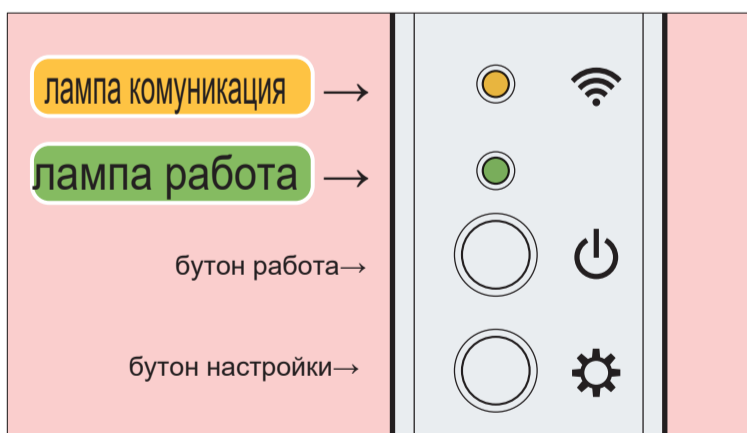 лампа комуникация →
лампа работа →
бутон работа→
бутон настройки→